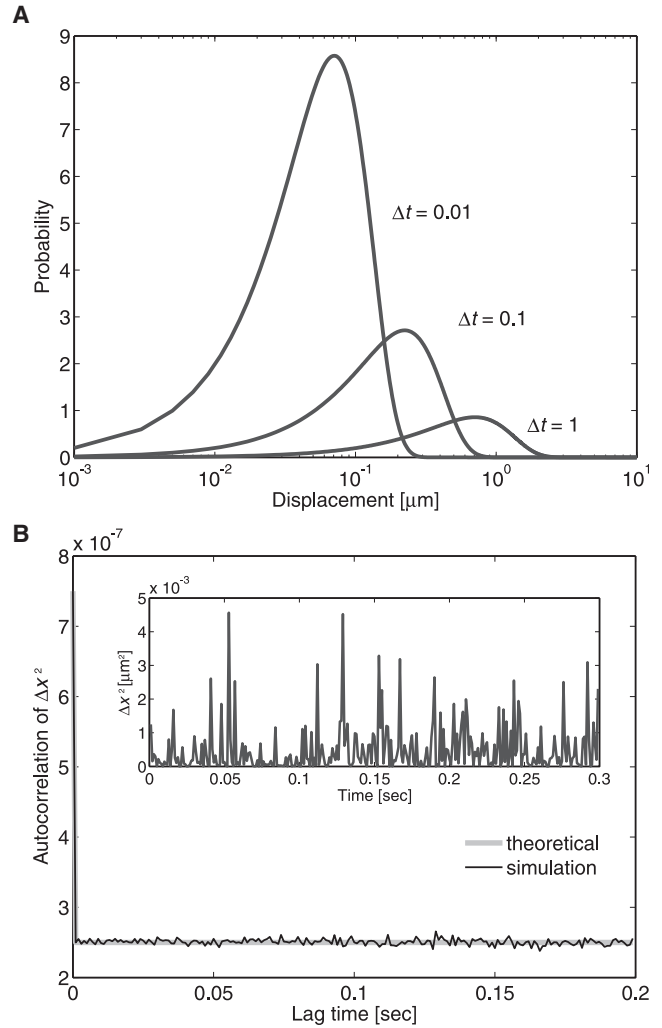 A
9
8
7
6
5
4
3
2
1
0
Probability
Δt = 0.01
Δt = 0.1
Δt = 1
10⁻³ 10⁻² 10⁻¹ 10⁰ 10¹
Displacement [μm]
B
8 x 10⁻⁷
7
6
5
4
3
2
Autocorrelation of Δx²
5 x 10⁻³
4
3
2
1
0
Δx² [μm²]
0 0.05 0.1 0.15 0.2 0.25 0.3
Time [sec]
theoretical
simulation
0 0.05 0.1 0.15 0.2
Lag time [sec]